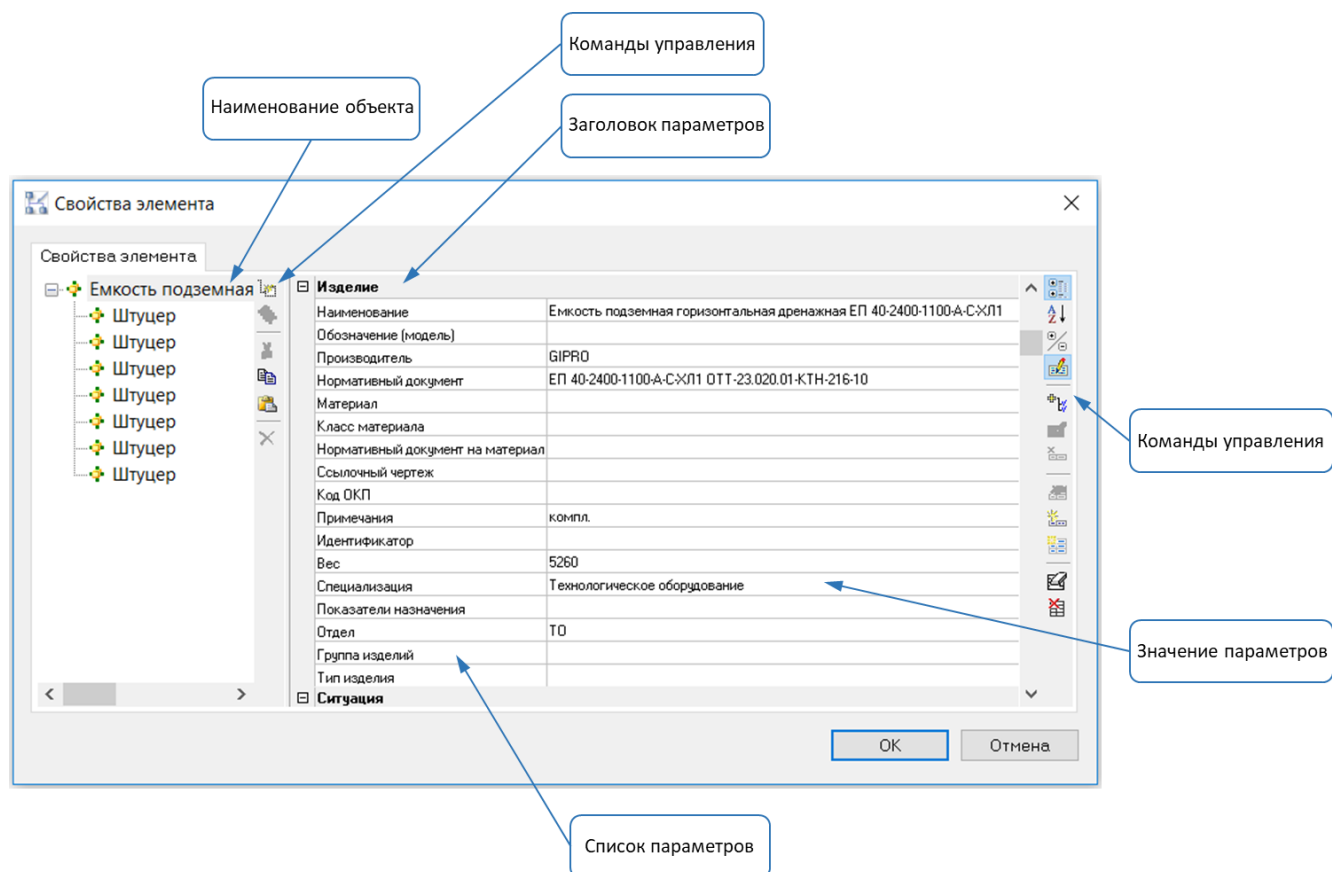 Команды управления
Наименование объекта
Заголовок параметров
Свойства элемента
Свойства элемента
Емкость подземная
Штуцер
Штуцер
Штуцер
Штуцер
Штуцер
Штуцер
Штуцер
Изделие
Наименование Емкость подземная горизонтальная дренажная ЕП 40-2400-1100-А-С-ХЛ1
Обозначение (модель)
Производитель GIPRO
Нормативный документ ЕП 40-2400-1100-А-С-ХЛ1 ОТТ-23.020.01-КТН-216-10
Материал
Класс материала
Нормативный документ на материал
Ссылочный чертеж
Код ОКП
Примечания компл.
Идентификатор
Вес 5260
Специализация Технологическое оборудование
Показатели назначения
Отдел ТО
Группа изделий
Тип изделия
Ситуация
Команды управления
Значение параметров
OK Отмена
Список параметров